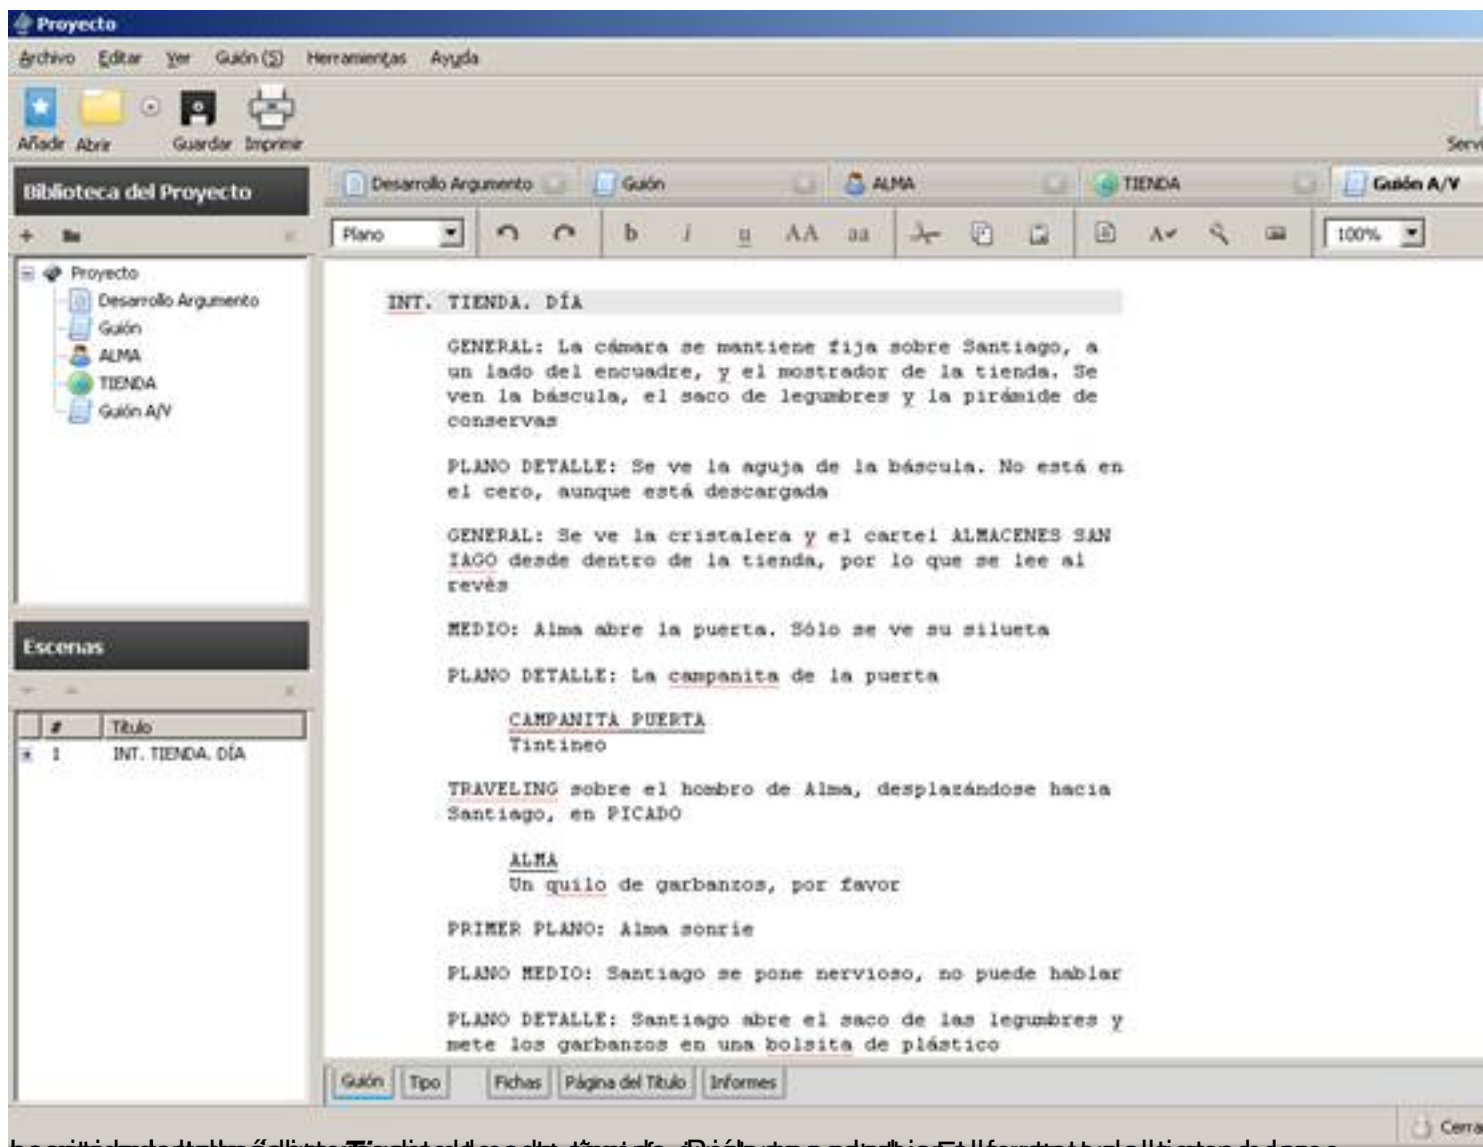 Proyecto
Archivo Editar Ver Guión (S) Herramientas Ayuda
Añadir Abrir Guardar Imprimir
Biblioteca del Proyecto
Desarrollo Argumento Guión ALMA TIENDA Guión A/V
Plano b i u AA aa 100%
Proyecto
Desarrollo Argumento
Guión
ALMA
TIENDA
Guión A/V
INT. TIENDA. DÍA
GENERAL: La cámara se mantiene fija sobre Santiago, a
un lado del encuadre, y el mostrador de la tienda. Se
ven la báscula, el saco de legumbres y la pirámide de
conservas
PLANO DETALLE: Se ve la aguja de la báscula. No está en
el cero, aunque está descargada
GENERAL: Se ve la cristalera y el cartel ALMACENES SAN
IAGO desde dentro de la tienda, por lo que se lee al
revés
MEDIO: Alma abre la puerta. Sólo se ve su silueta
PLANO DETALLE: La campanita de la puerta
CAMPANITA PUERTA
Tintineo
TRAVELING sobre el hombro de Alma, desplazándose hacia
Santiago, en PICADO
ALMA
Un quilo de garbanzos, por favor
PRIMER PLANO: Alma sonríe
PLANO MEDIO: Santiago se pone nervioso, no puede hablar
PLANO DETALLE: Santiago abre el saco de las legumbres y
mete los garbanzos en una bolsita de plástico
Escenas
# Título
1 INT. TIENDA. DÍA
Guión Tipo Fichas Página del Título Informes